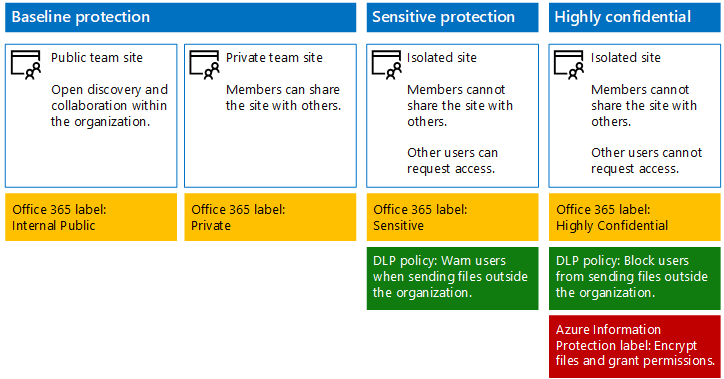 Baseline protection
Sensitive protection
Highly confidential
Public team site
Open discovery and
collaboration within
the organization.
Private team site
Members can share
the site with others.
Isolated site
Members cannot
share the site with
others.
Other users can
request access.
Isolated site
Members cannot
share the site with
others.
Other users cannot
request access.
Office 365 label:
Internal Public
Office 365 label:
Private
Office 365 label:
Sensitive
Office 365 label:
Highly Confidential
DLP policy: Warn users
when sending files outside
the organization.
DLP policy: Block users
from sending files outside
the organization.
Azure Information
Protection label: Encrypt
files and grant permissions.